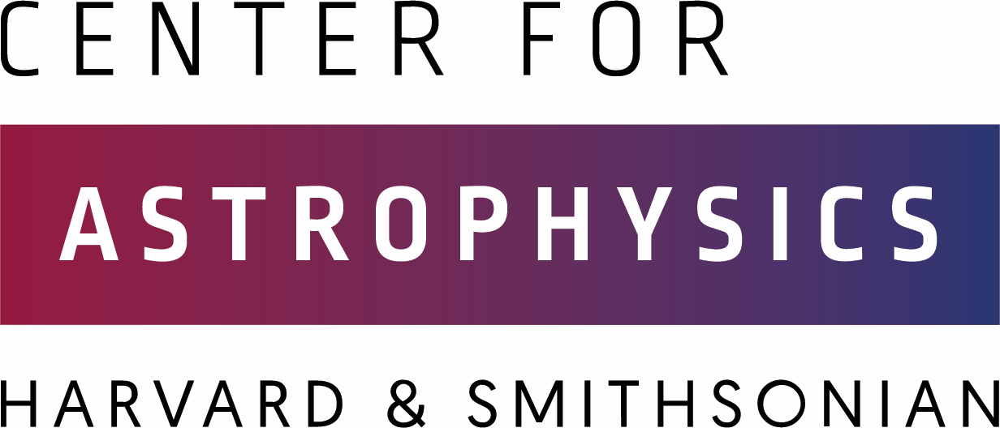 CENTER FOR
ASTROPHYSICS
HARVARD & SMITHSONIAN